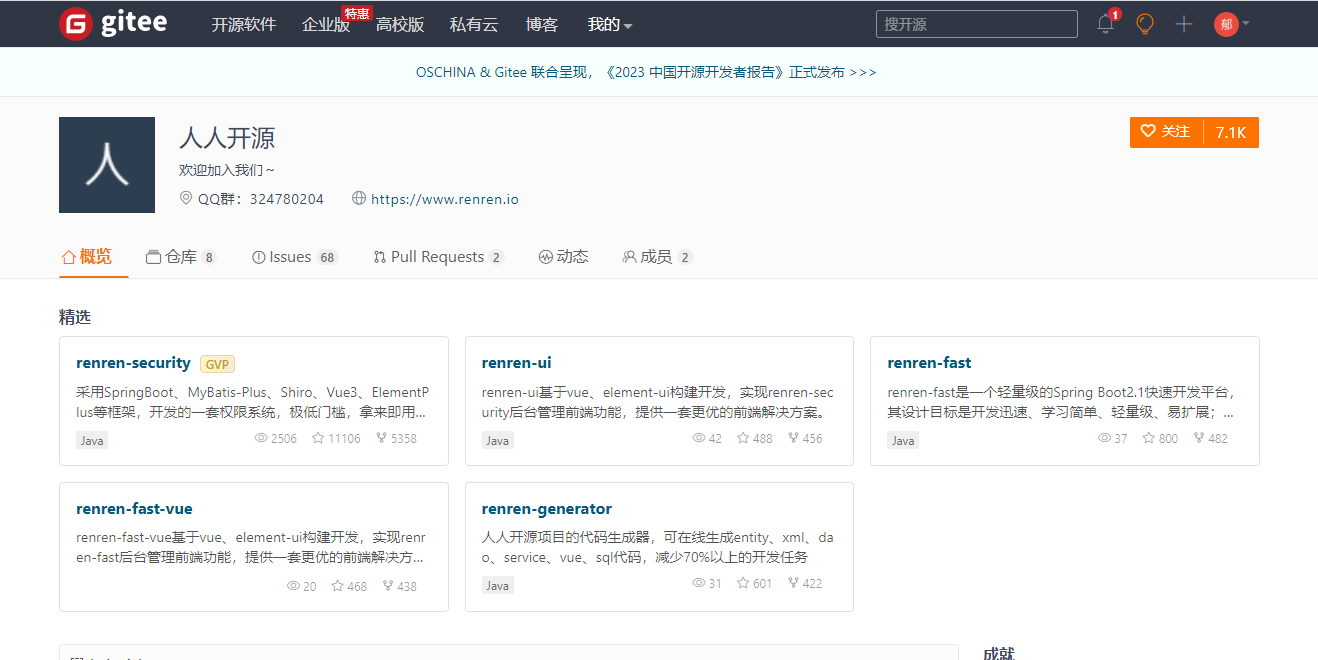 gitee 开源软件 企业版 特惠 高校版 私有云 博客 我的 搜开源 1 郁
OSCHINA & Gitee 联合呈现，《2023 中国开源开发者报告》正式发布 >>>
人
人人开源
关注 7.1K
欢迎加入我们～
QQ群：324780204 https://www.renren.io
概览 仓库 8 Issues 68 Pull Requests 2 动态 成员 2
精选
renren-security GVP
采用SpringBoot、MyBatis-Plus、Shiro、Vue3、ElementP
lus等框架，开发的一套权限系统，极低门槛，拿来即用...
Java 2506 11106 5358
renren-ui
renren-ui基于vue、element-ui构建开发，实现renren-sec
urity后台管理前端功能，提供一套更优的前端解决方案。
Java 42 488 456
renren-fast
renren-fast是一个轻量级的Spring Boot2.1快速开发平台，
其设计目标是开发迅速、学习简单、轻量级、易扩展；...
Java 37 800 482
renren-fast-vue
renren-fast-vue基于vue、element-ui构建开发，实现renr
en-fast后台管理前端功能，提供一套更优的前端解决方...
20 468 438
renren-generator
人人开源项目的代码生成器，可在线生成entity、xml、da
o、service、vue、sql代码，减少70%以上的开发任务
Java 31 601 422
成就